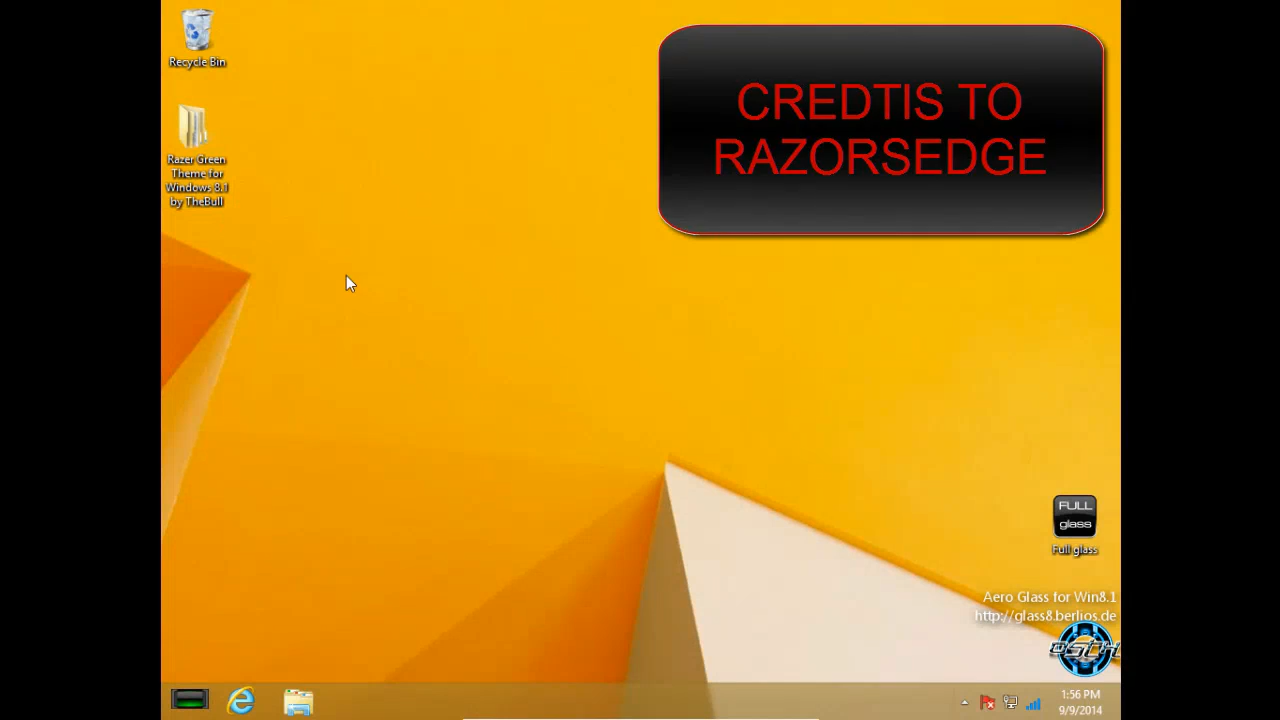 Recycle Bin
Razer Green
Theme for
Windows 8.1
by TheBull
CREDTIS TO
RAZORSEDGE
FULL
glass
Full glass
Aero Glass for Win8.1
http://glass8.berlios.de
1:56 PM
9/9/2014